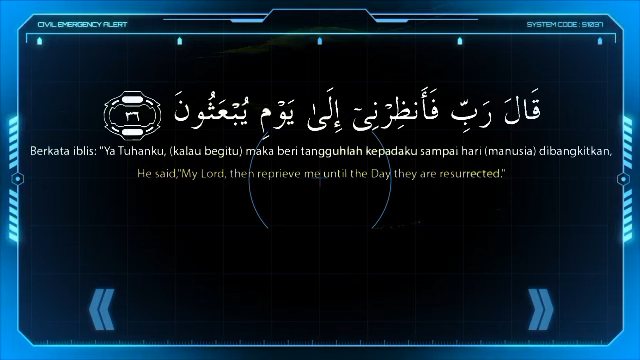 CIVIL EMERGENCY ALERT
SYSTEM CODE : S1037
قَالَ رَبِّ فَأَنظِرْنِىٓ إِلَىٰ يَوْمِ يُبْعَثُونَ ٣٦
Berkata iblis: "Ya Tuhanku, (kalau begitu) maka beri tangguhlah kepadaku sampai hari (manusia) dibangkitkan,
He said,"My Lord, then reprieve me until the Day they are resurrected."